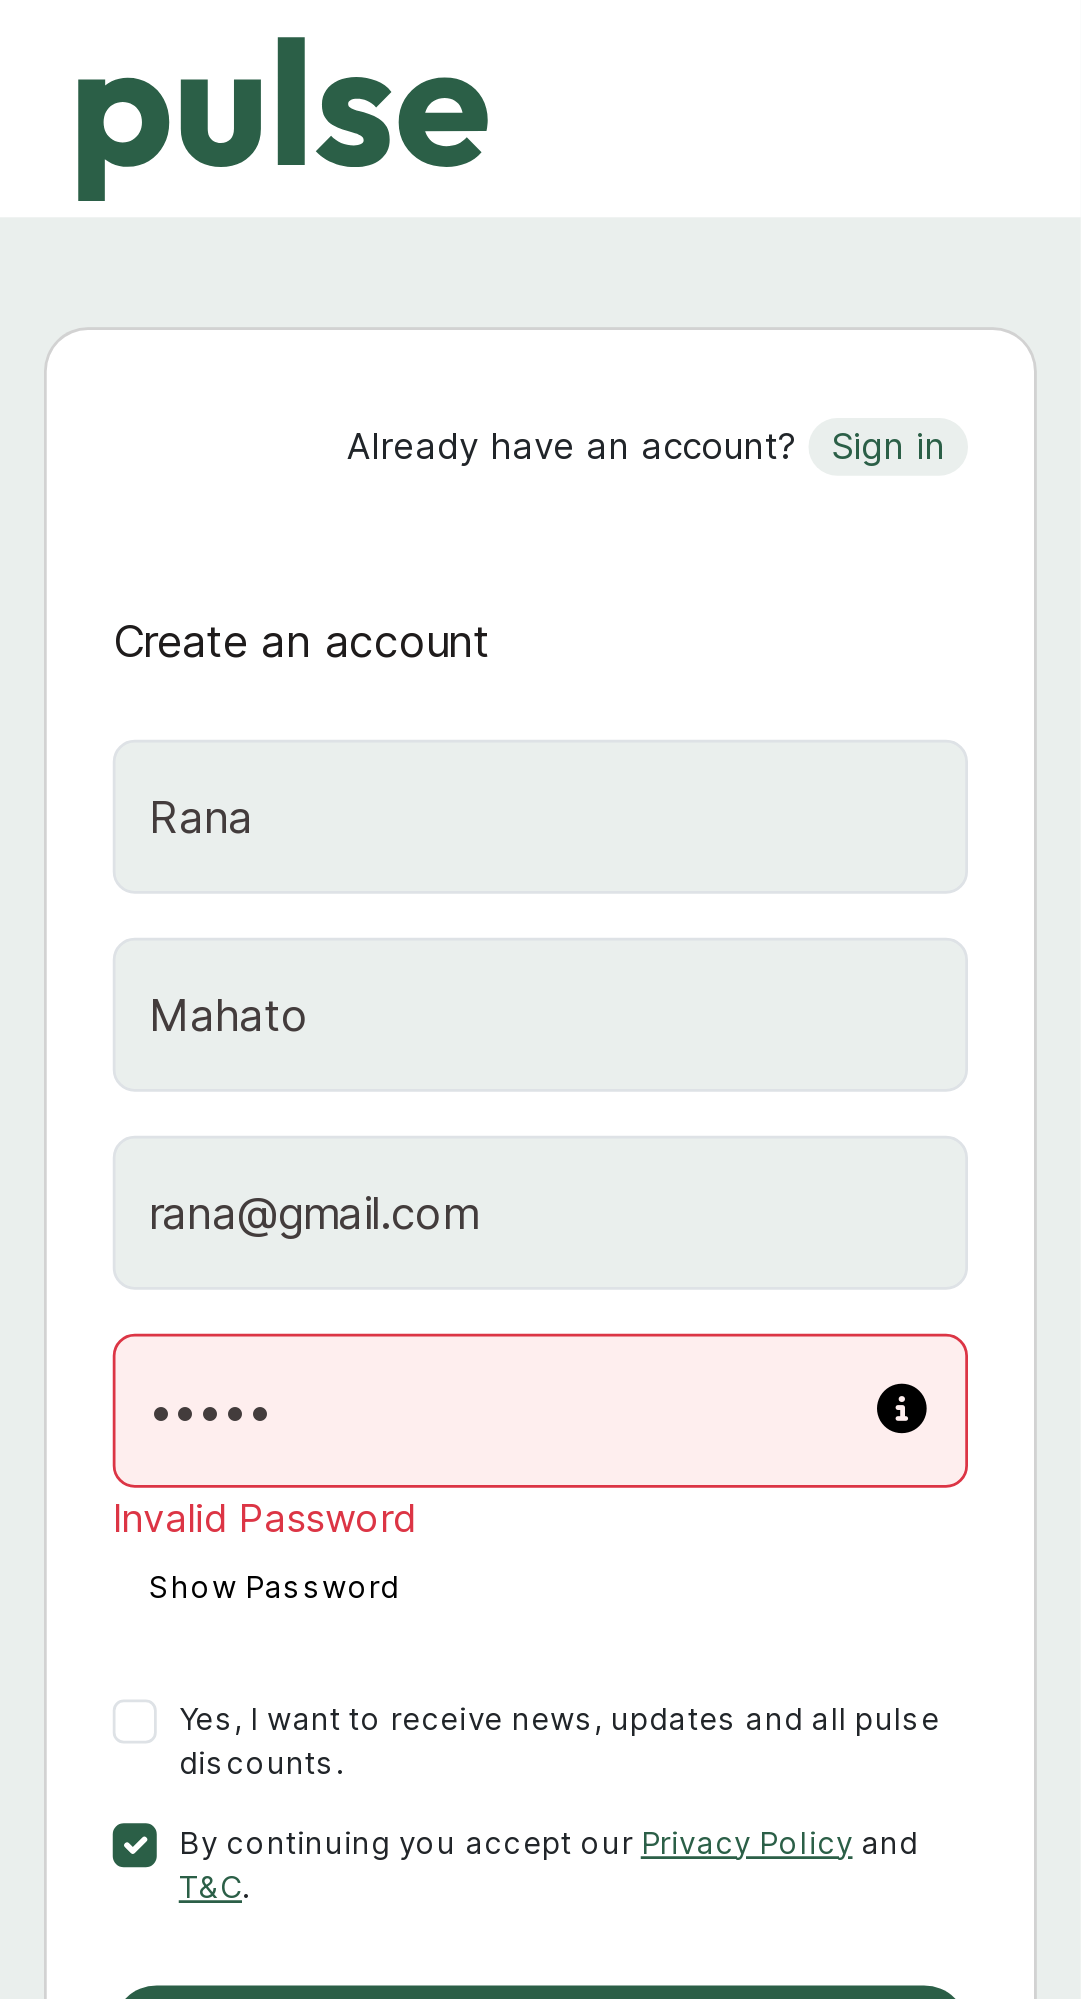 pulse
Already have an account? Sign in
Create an account
Rana
Mahato
rana@gmail.com
•••••
Invalid Password
Show Password
Yes, I want to receive news, updates and all pulse
discounts.
By continuing you accept our Privacy Policy and
T&C.